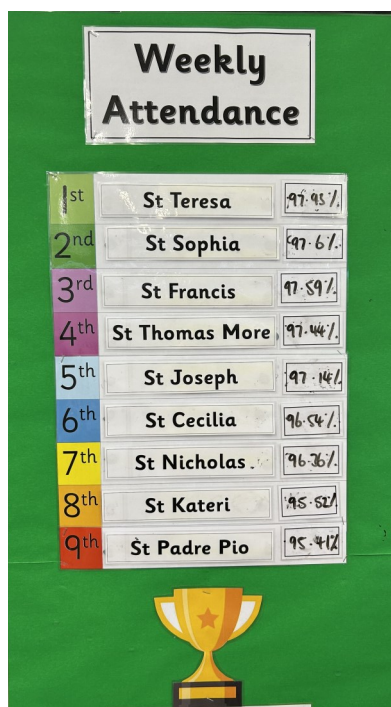 Weekly
Attendance
1st St Teresa 97.93%
2nd St Sophia 97.6%
3rd St Francis 97.59%
4th St Thomas More 97.44%
5th St Joseph 97.14%
6th St Cecilia 96.54%
7th St Nicholas 96.36%
8th St Kateri 95.52%
9th St Padre Pio 95.41%